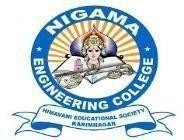 NIGAMA
ENGINEERING COLLEGE
HIMAVANI EDUCATIONAL SOCIETY
KARIMNAGAR